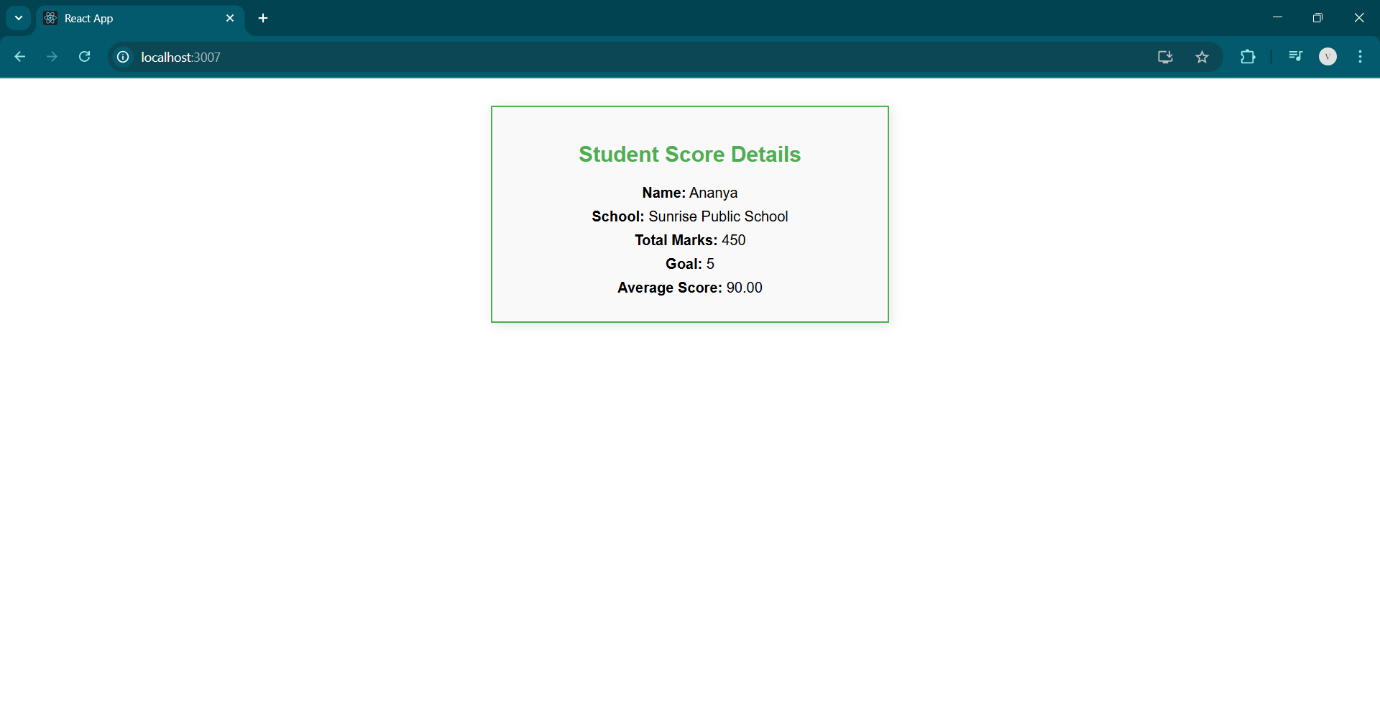 React App
localhost:3007
Student Score Details
Name: Ananya
School: Sunrise Public School
Total Marks: 450
Goal: 5
Average Score: 90.00